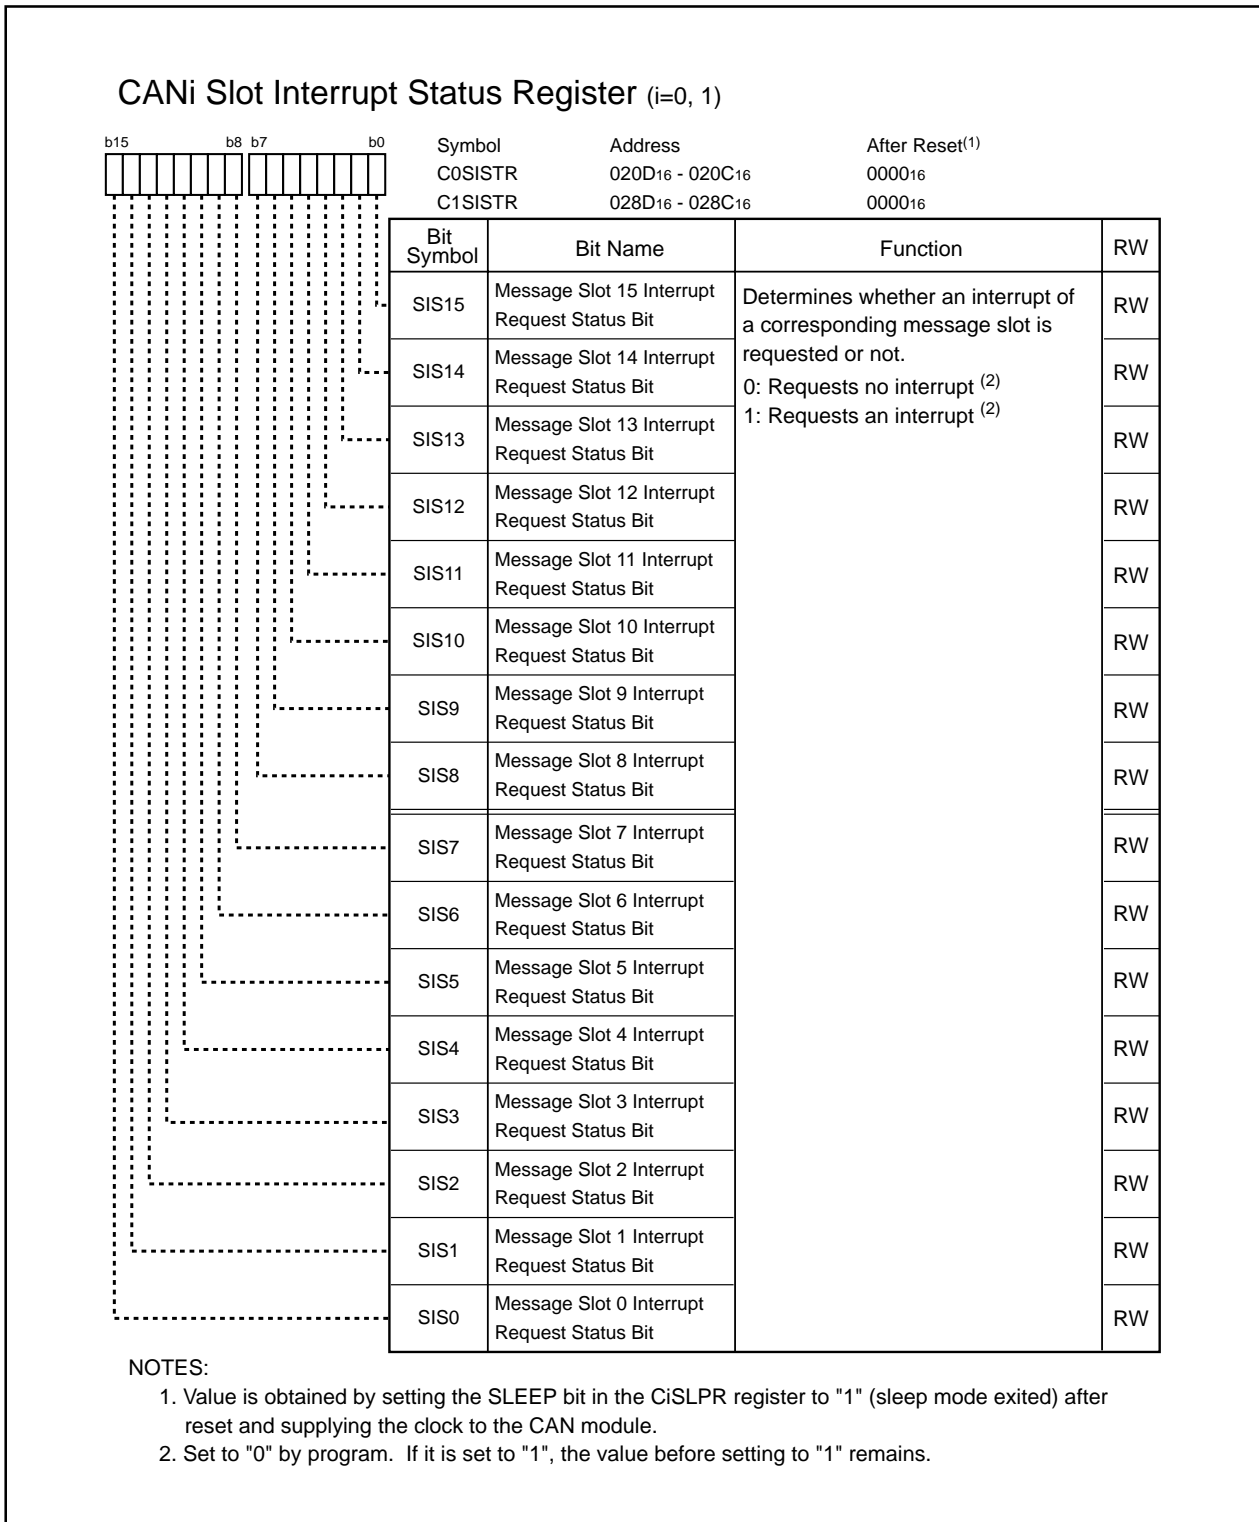 CANi Slot Interrupt Status Register (i=0, 1)
b15 b8 b7 b0
Symbol Address After Reset(1)
C0SISTR 020D16 - 020C16 000016
C1SISTR 028D16 - 028C16 000016
Bit Symbol Bit Name Function RW
SIS15 Message Slot 15 Interrupt Request Status Bit RW
Determines whether an interrupt of
a corresponding message slot is
requested or not.
0: Requests no interrupt (2)
1: Requests an interrupt (2)
SIS14 Message Slot 14 Interrupt Request Status Bit RW
SIS13 Message Slot 13 Interrupt Request Status Bit RW
SIS12 Message Slot 12 Interrupt Request Status Bit RW
SIS11 Message Slot 11 Interrupt Request Status Bit RW
SIS10 Message Slot 10 Interrupt Request Status Bit RW
SIS9 Message Slot 9 Interrupt Request Status Bit RW
SIS8 Message Slot 8 Interrupt Request Status Bit RW
SIS7 Message Slot 7 Interrupt Request Status Bit RW
SIS6 Message Slot 6 Interrupt Request Status Bit RW
SIS5 Message Slot 5 Interrupt Request Status Bit RW
SIS4 Message Slot 4 Interrupt Request Status Bit RW
SIS3 Message Slot 3 Interrupt Request Status Bit RW
SIS2 Message Slot 2 Interrupt Request Status Bit RW
SIS1 Message Slot 1 Interrupt Request Status Bit RW
SIS0 Message Slot 0 Interrupt Request Status Bit RW
NOTES:
1. Value is obtained by setting the SLEEP bit in the CiSLPR register to "1" (sleep mode exited) after
reset and supplying the clock to the CAN module.
2. Set to "0" by program. If it is set to "1", the value before setting to "1" remains.